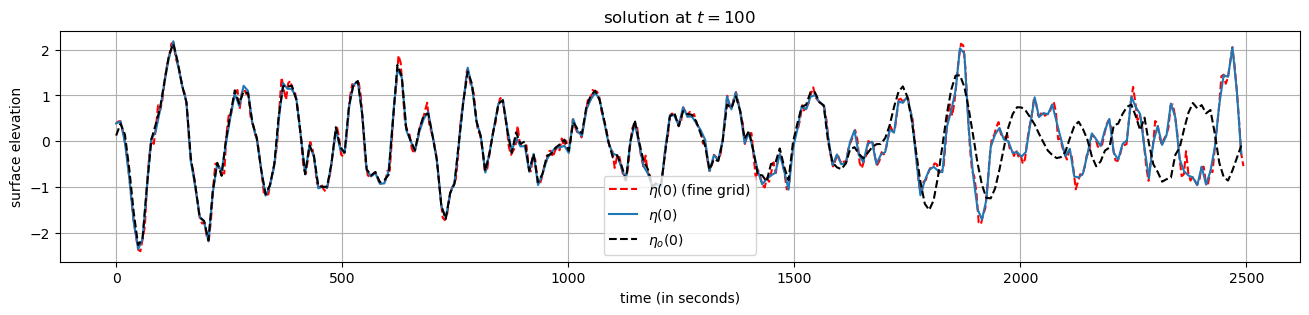 solution at t = 100
surface elevation
2
1
0
−1
−2
η(0) (fine grid)
η(0)
ηₒ(0)
0
500
1000
1500
2000
2500
time (in seconds)